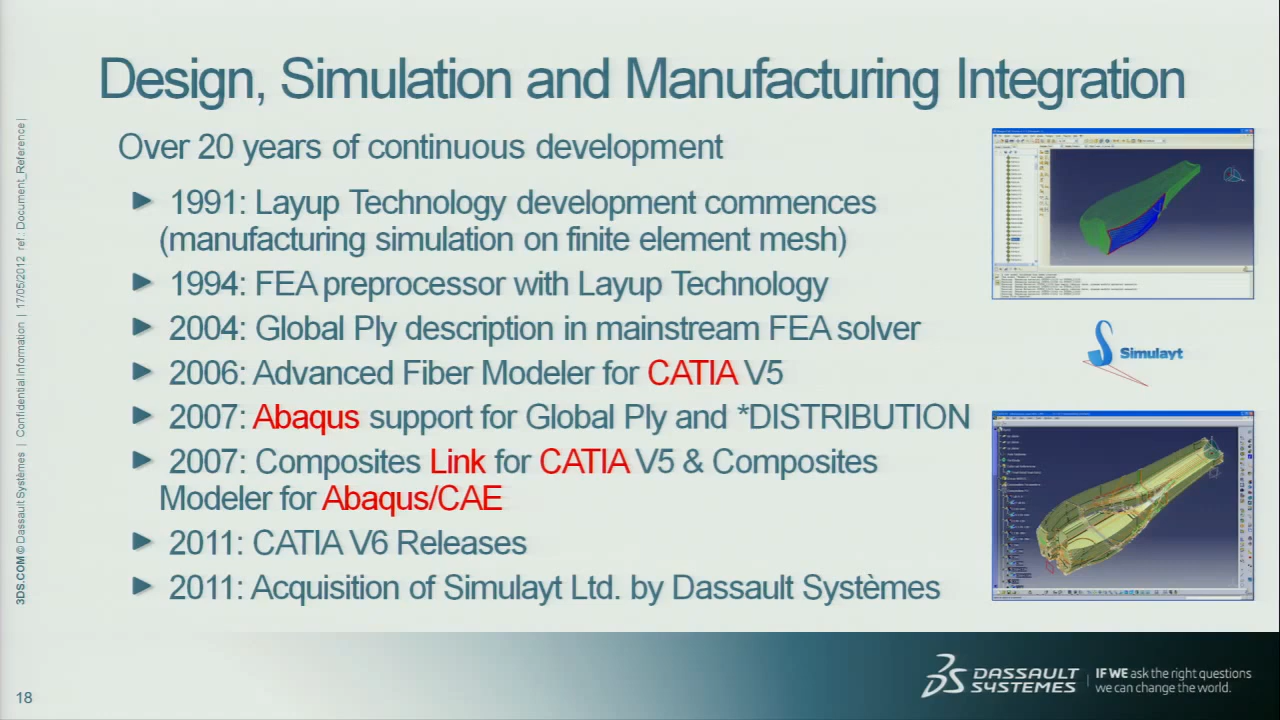 Design, Simulation and Manufacturing Integration
Over 20 years of continuous development
1991: Layup Technology development commences
(manufacturing simulation on finite element mesh)
1994: FEA preprocessor with Layup Technology
2004: Global Ply description in mainstream FEA solver
2006: Advanced Fiber Modeler for CATIA V5
2007: Abaqus support for Global Ply and *DISTRIBUTION
2007: Composites Link for CATIA V5 & Composites
Modeler for Abaqus/CAE
2011: CATIA V6 Releases
2011: Acquisition of Simulayt Ltd. by Dassault Systèmes
Simulayt
3DS.COM © Dassault Systèmes | Confidential Information | 17/05/2012 ref.: Document_Reference |
18
DASSAULT
SYSTEMES
IF WE ask the right questions
we can change the world.